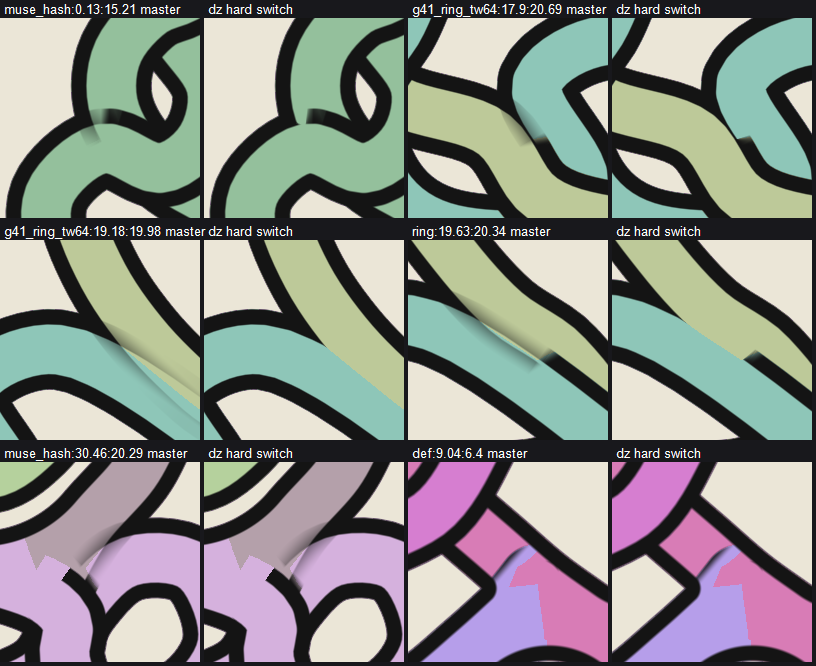 muse_hash:0.13:15.21 master
dz hard switch
g41_ring_tw64:17.9:20.69 master
dz hard switch
g41_ring_tw64:19.18:19.98 master
dz hard switch
ring:19.63:20.34 master
dz hard switch
muse_hash:30.46:20.29 master
dz hard switch
def:9.04:6.4 master
dz hard switch